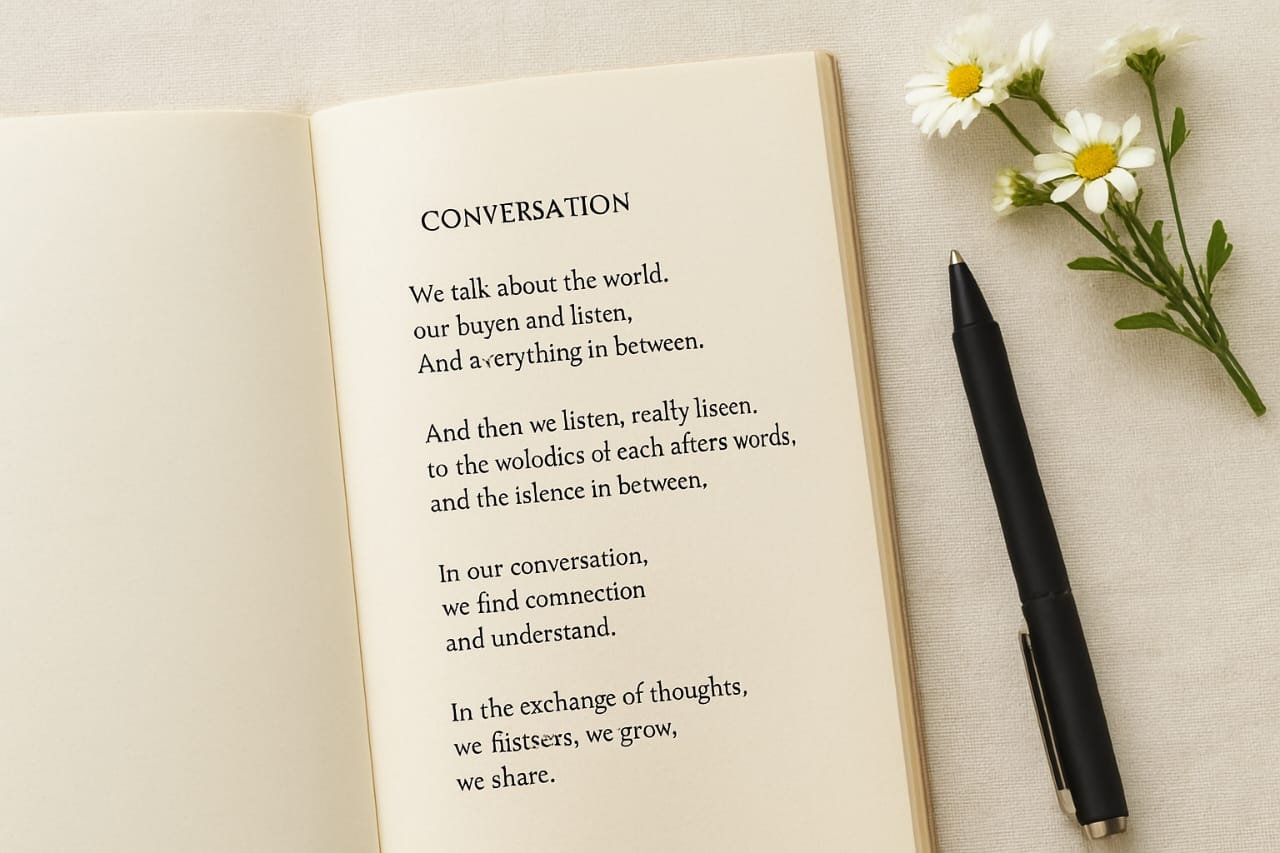 CONVERSATION
We talk about the world.
our buyen and listen,
And averything in between.
And then we listen, realty liseen.
to the wolodics of each afters words,
and the islence in between,
In our conversation,
we find comnection
and understand.
In the exchange of thoughts,
we we grow,
we share.